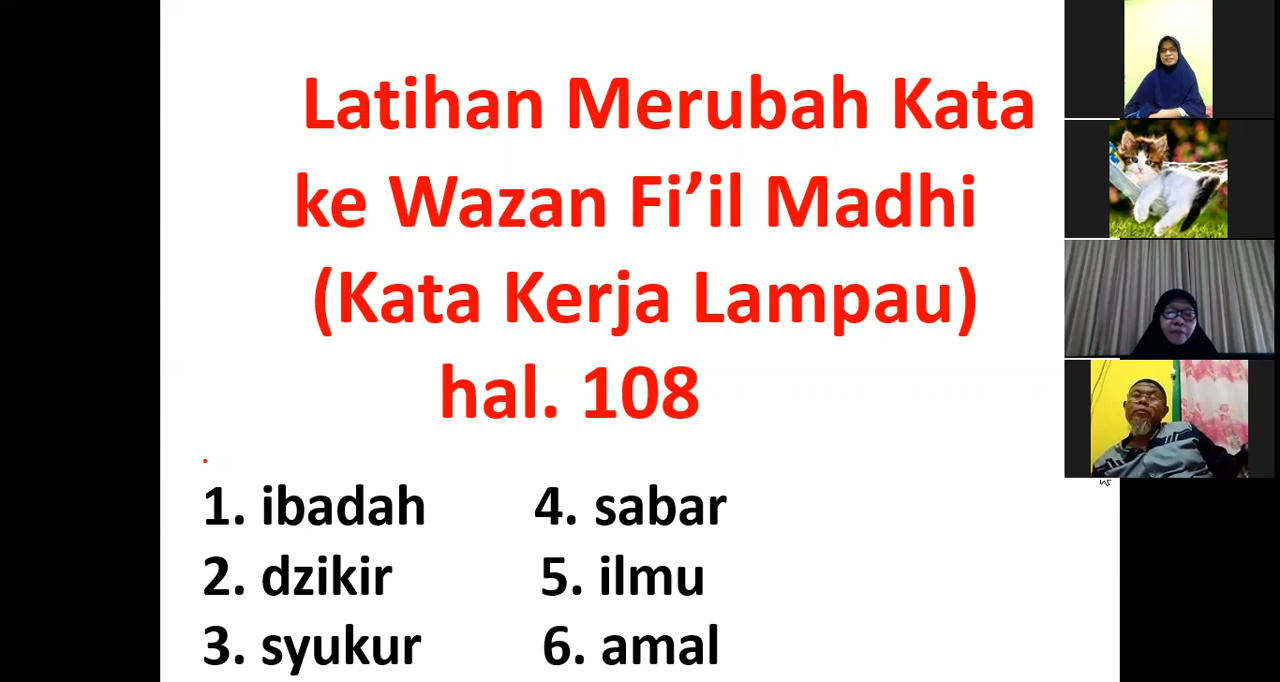 Latihan Merubah Kata
ke Wazan Fi’il Madhi
(Kata Kerja Lampau)
hal. 108
1. ibadah 4. sabar
2. dzikir 5. ilmu
3. syukur 6. amal